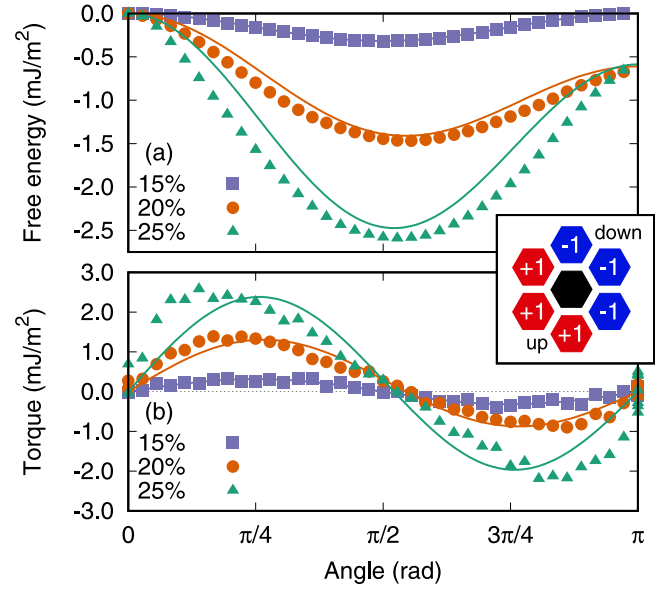 0.0
-0.5
-1.0
-1.5
-2.0
-2.5
Free energy (mJ/m²)
(a)
15%
20%
25%
-1 down
+1 -1
+1 -1
up +1
3.0
2.0
1.0
0.0
-1.0
-2.0
-3.0
Torque (mJ/m²)
(b)
15%
20%
25%
0 π/4 π/2 3π/4 π
Angle (rad)